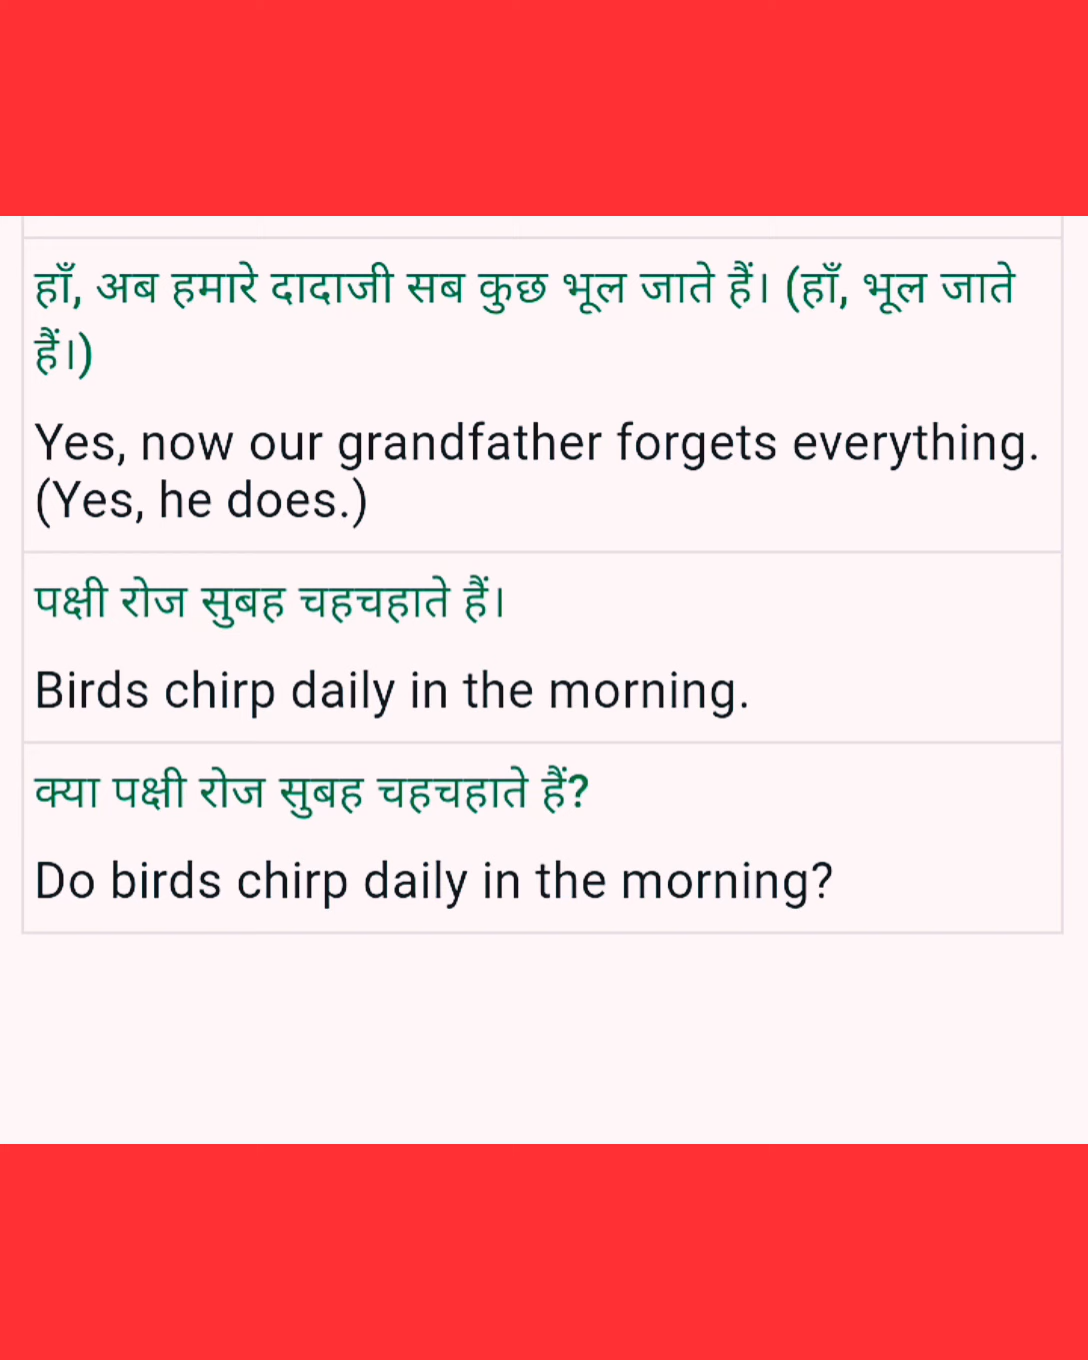 हाँ, अब हमारे दादाजी सब कुछ भूल जाते हैं। (हाँ, भूल जाते
हैं।)
Yes, now our grandfather forgets everything.
(Yes, he does.)
पक्षी रोज सुबह चहचहाते हैं।
Birds chirp daily in the morning.
क्या पक्षी रोज सुबह चहचहाते हैं?
Do birds chirp daily in the morning?